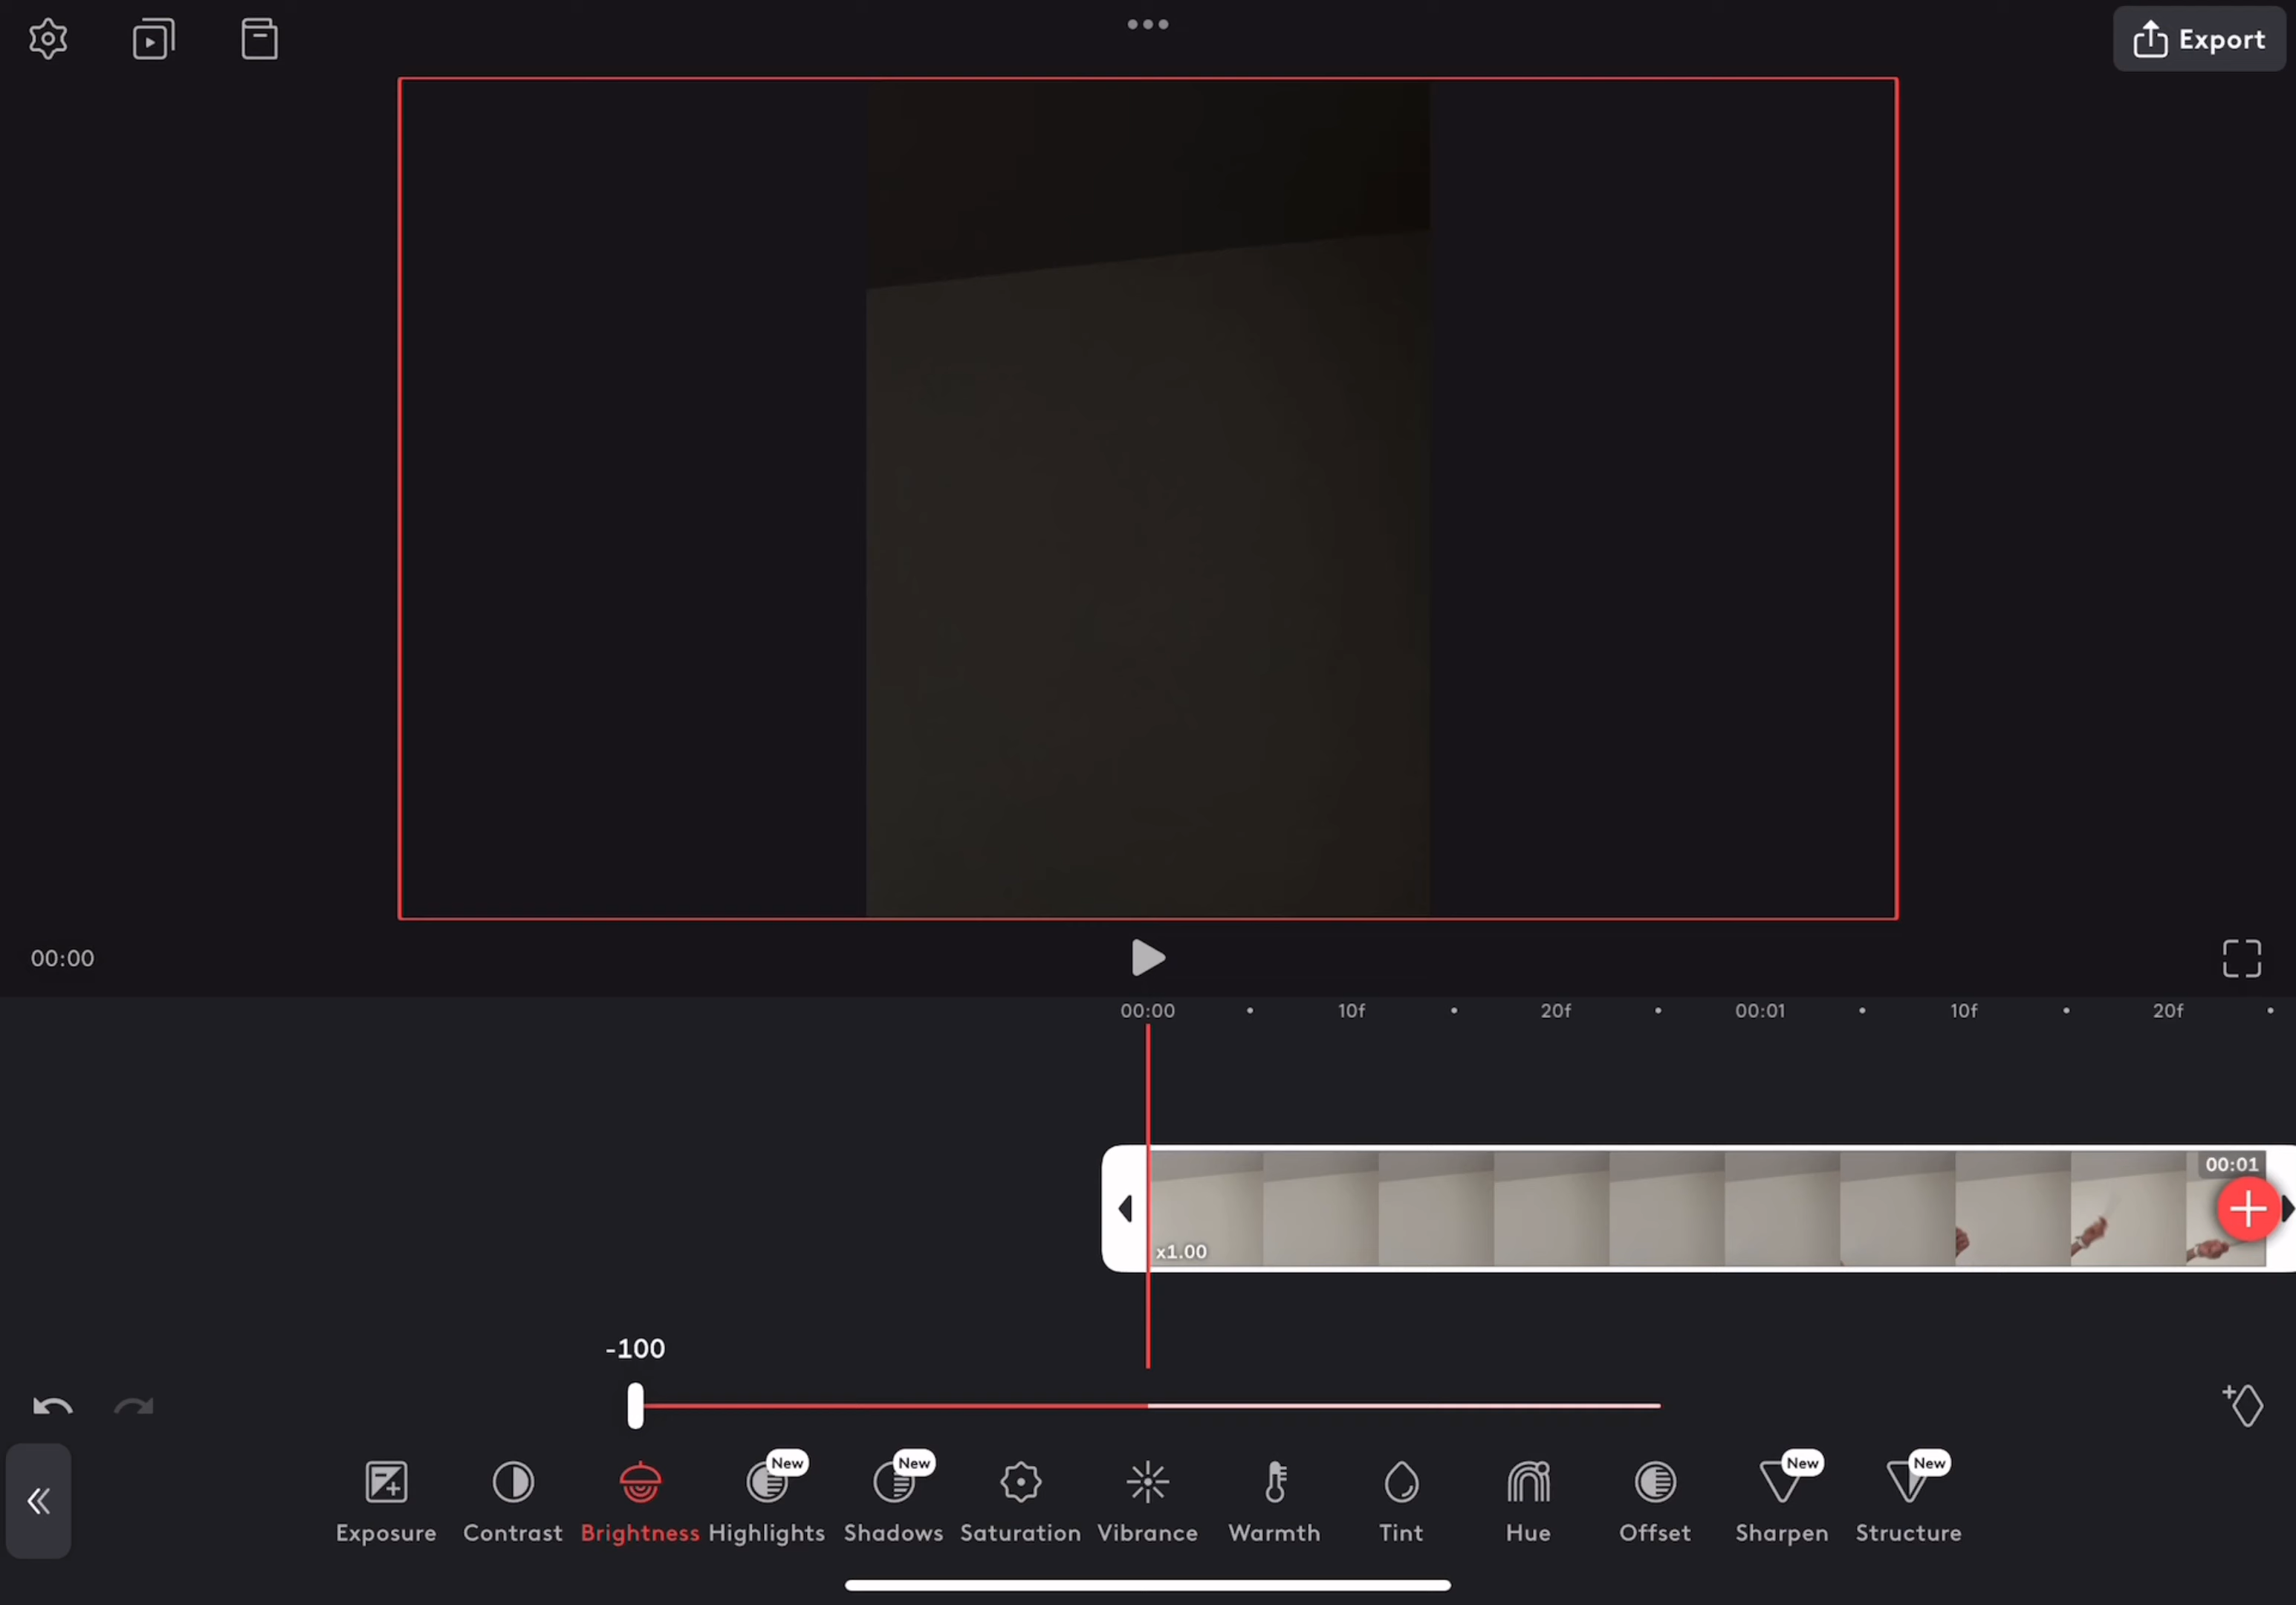 Export
00:00
00:00 10f 20f 00:01 10f 20f
00:01
x1.00
-100
New New New New
Exposure Contrast Brightness Highlights Shadows Saturation Vibrance Warmth Tint Hue Offset Sharpen Structure